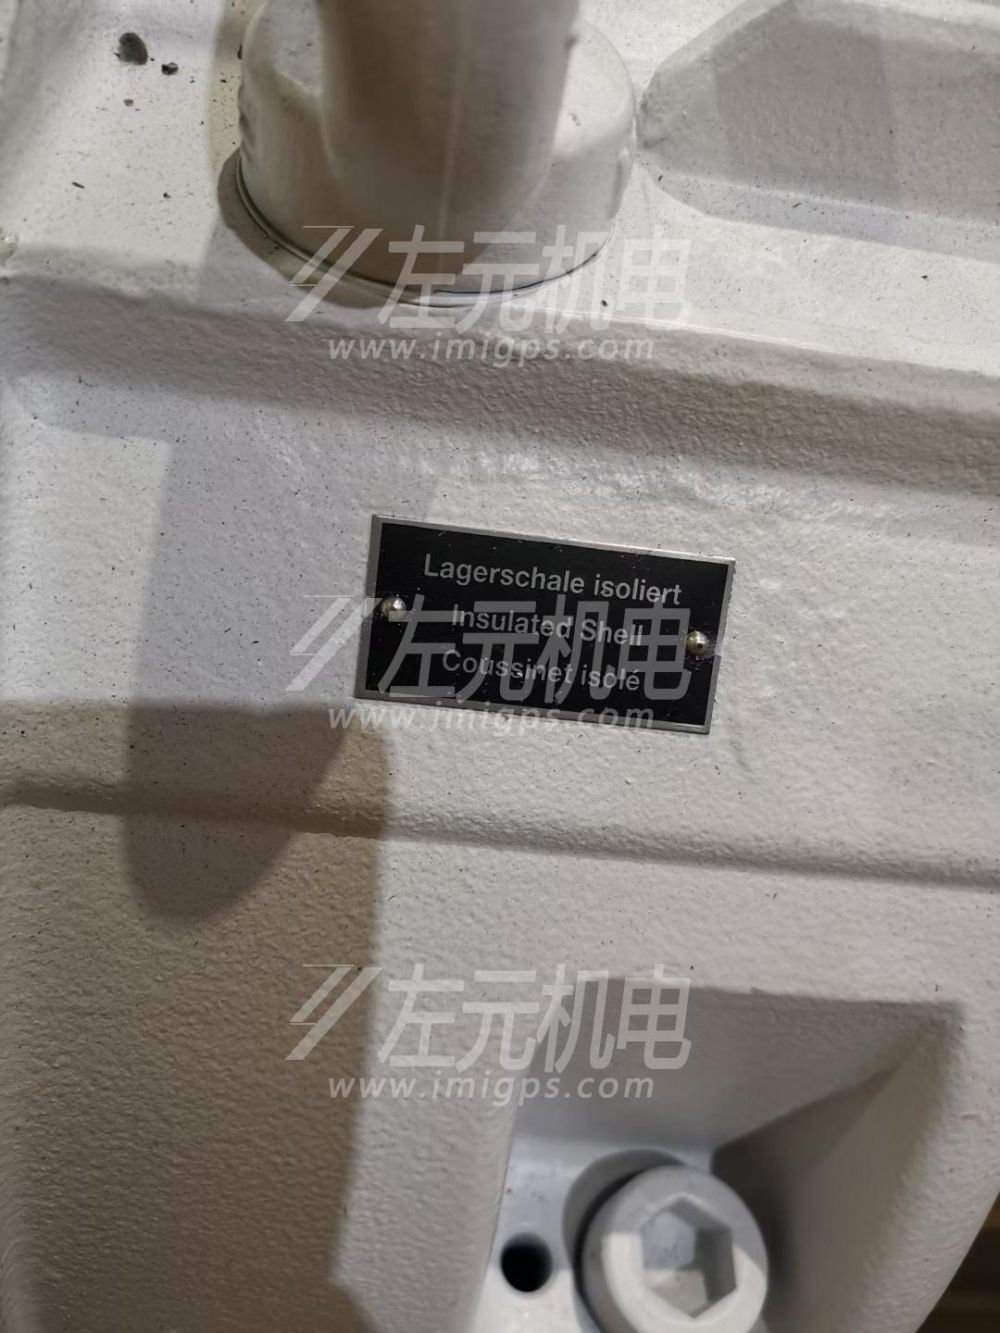 左元机电
www.imigps.com
Lagerschale isoliert
Insulated Shell
Coussinet isolé
左元机电
www.imigps.com
左元机电
www.imigps.com